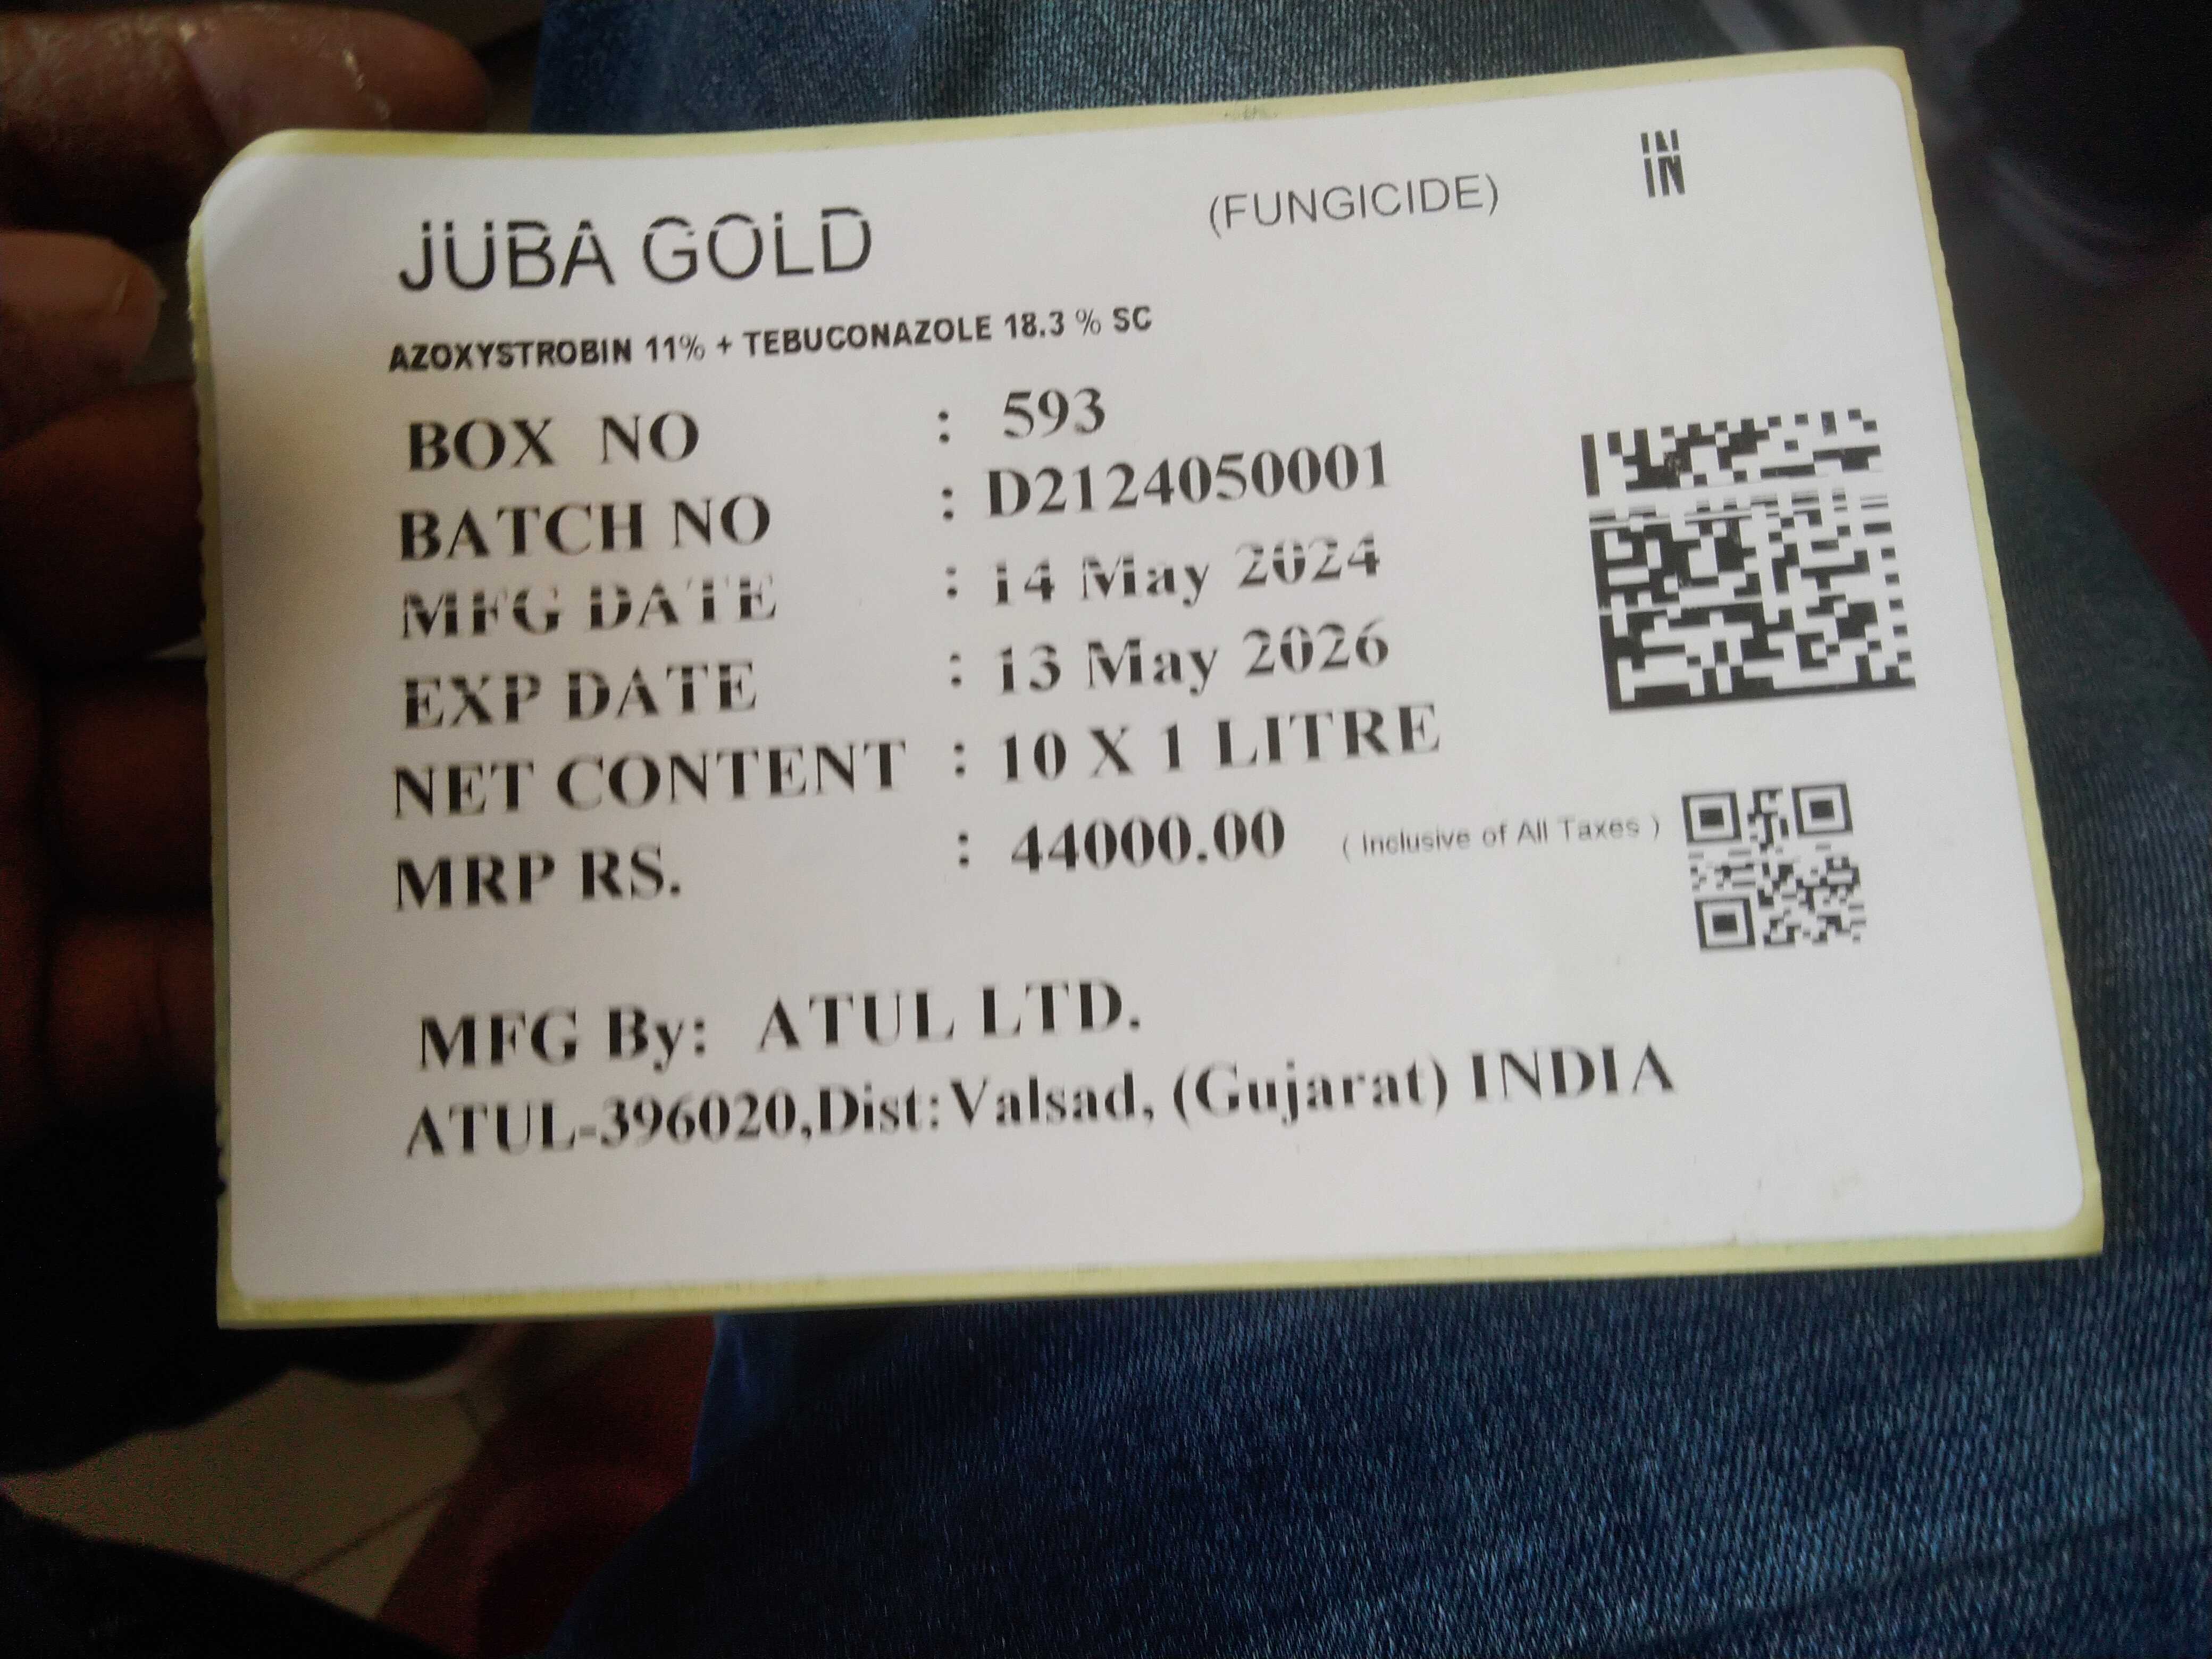 JUBA GOLD (FUNGICIDE) IN
AZOXYSTROBIN 11% + TEBUCONAZOLE 18.3 % SC
BOX NO : 593
BATCH NO : D2124050001
MFG DATE : 14 May 2024
EXP DATE : 13 May 2026
NET CONTENT : 10 X 1 LITRE
MRP RS. : 44000.00 ( Inclusive of All Taxes )
MFG By: ATUL LTD.
ATUL-396020,Dist:Valsad, (Gujarat) INDIA